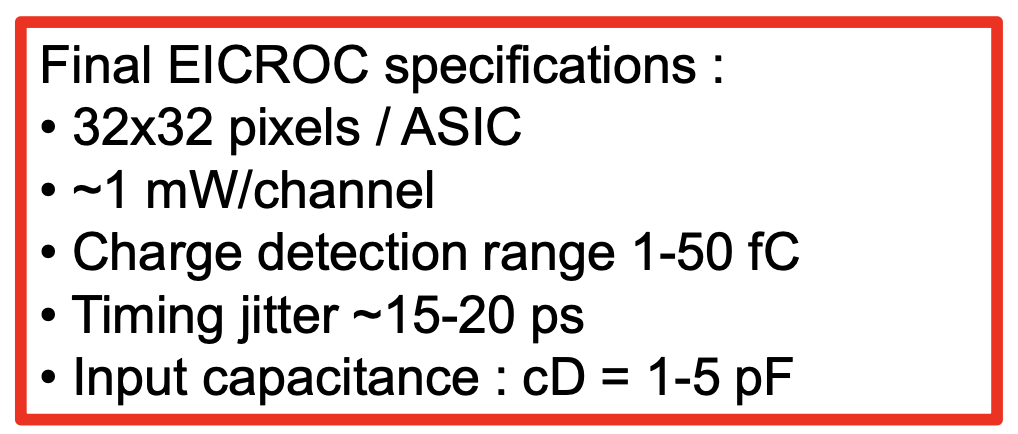 Final EICROC specifications :
• 32x32 pixels / ASIC
• ~1 mW/channel
• Charge detection range 1-50 fC
• Timing jitter ~15-20 ps
• Input capacitance : cD = 1-5 pF